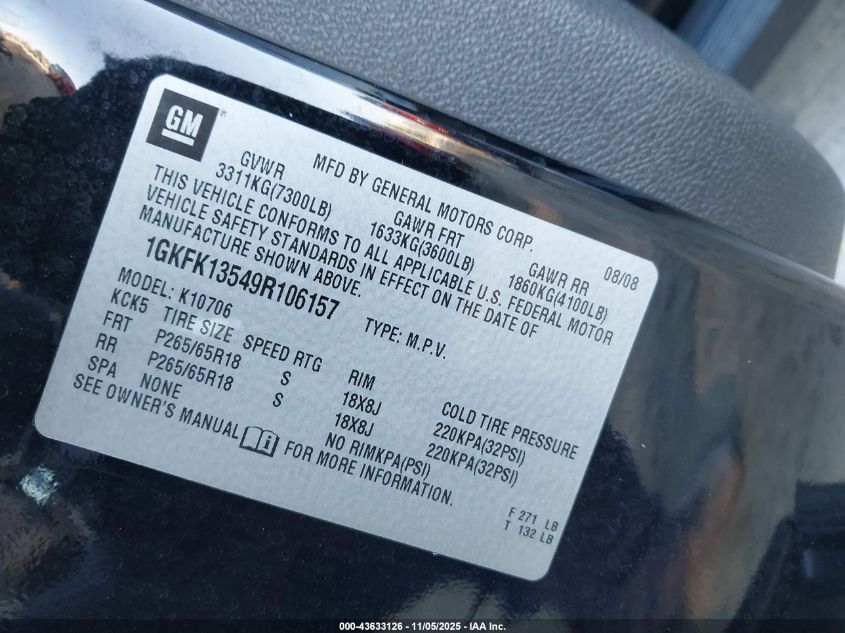 GM ®
MFD BY GENERAL MOTORS CORP. 08/08
GVWR GAWR FRT GAWR RR
3311KG(7300LB) 1633KG(3600LB) 1860KG(4100LB)
THIS VEHICLE CONFORMS TO ALL APPLICABLE U.S. FEDERAL MOTOR
VEHICLE SAFETY STANDARDS IN EFFECT ON THE DATE OF
MANUFACTURE SHOWN ABOVE.
1GKFK13549R106157 TYPE: M.P.V.
MODEL: K10706
KCK5 TIRE SIZE SPEED RTG RIM COLD TIRE PRESSURE
FRT P265/65R18 S 18X8J 220KPA(32PSI)
RR P265/65R18 S 18X8J 220KPA(32PSI)
SPA NONE NO RIMKPA(PSI)
SEE OWNER'S MANUAL FOR MORE INFORMATION.
F 271 LB
T 132 LB
000-43633126 - 11/05/2025 - IAA Inc.